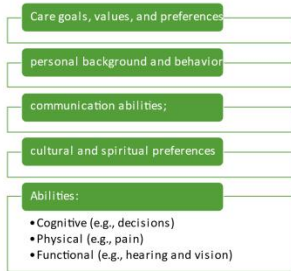 Care goals, values, and preferences
personal background and behavior
communication abilities;
cultural and spiritual preferences
Abilities:
•Cognitive (e.g., decisions)
•Physical (e.g., pain)
•Functional (e.g., hearing and vision)